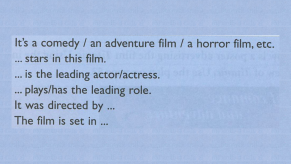 It's a comedy / an adventure film / a horror film, etc.
... stars in this film.
... is the leading actor/actress.
... plays/has the leading role.
It was directed by ...
The film is set in ...